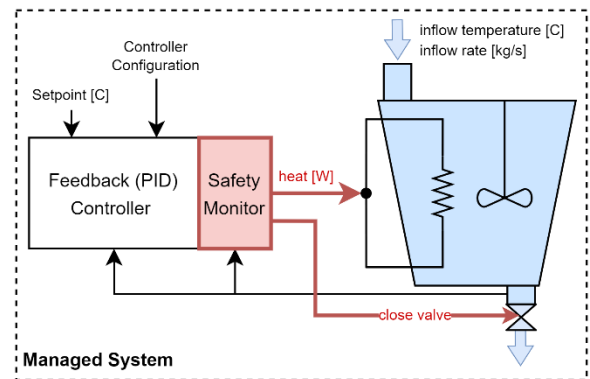 Controller
Configuration
Setpoint [C]
inflow temperature [C]
inflow rate [kg/s]
Feedback (PID)
Controller
Safety
Monitor
heat [W]
close valve
Managed System